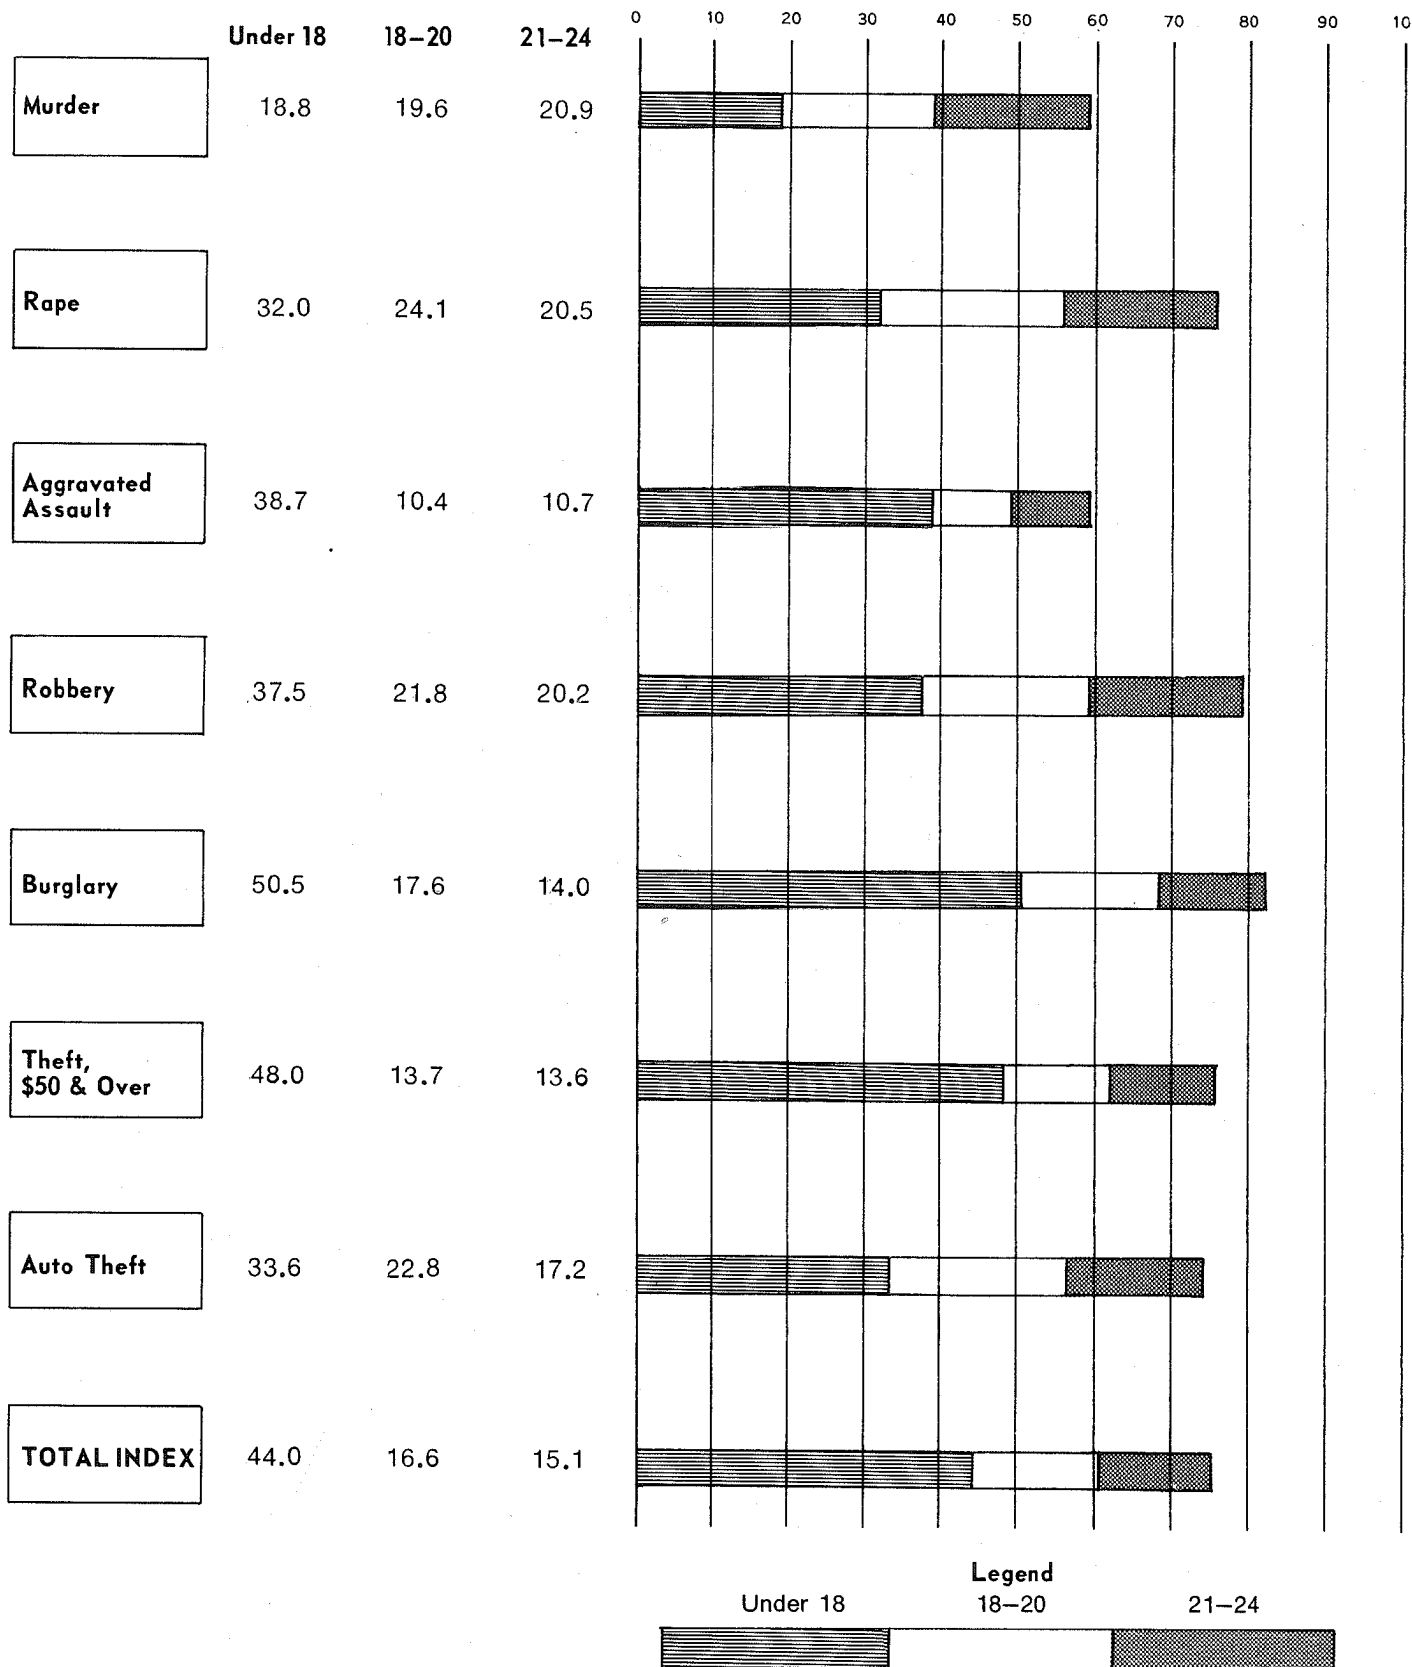 0 10 20 30 40 50 60 70 80 90 10
Under 18 18–20 21–24
Murder 18.8 19.6 20.9
Rape 32.0 24.1 20.5
Aggravated
Assault 38.7 10.4 10.7
Robbery 37.5 21.8 20.2
Burglary 50.5 17.6 14.0
Theft,
$50 & Over 48.0 13.7 13.6
Auto Theft 33.6 22.8 17.2
TOTAL INDEX 44.0 16.6 15.1
Legend
Under 18 18–20 21–24